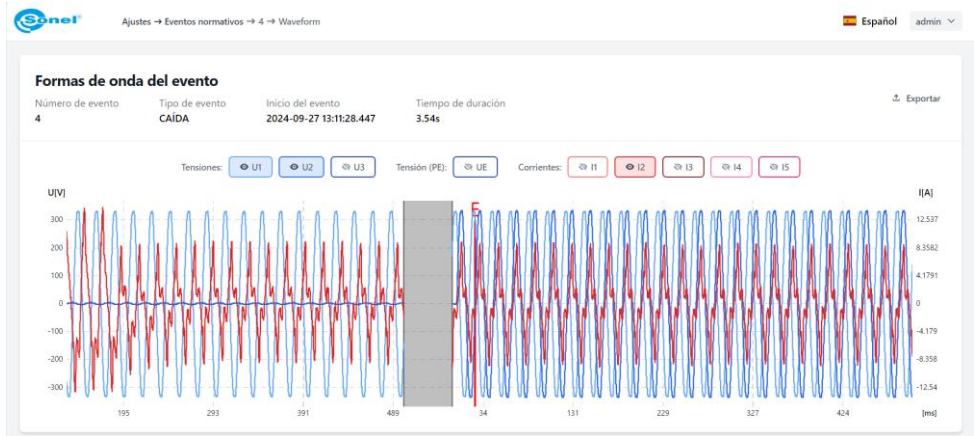 Sonel®
Ajustes → Eventos normativos → 4 → Waveform
Español
admin
Formas de onda del evento
Número de evento
Tipo de evento
Inicio del evento
Tiempo de duración
4
CAÍDA
2024-09-27 13:11:28.447
3.54s
Exportar
Tensiones: U1 U2 U3 Tensión (PE): UE Corrientes: I1 I2 I3 I4 I5
U[V]
I[A]
E
300
12.537
200
8.3582
100
4.1791
0
0
-100
-4.179
-200
-8.358
-300
-12.54
195 293 391 489 34 131 229 327 424 [ms]